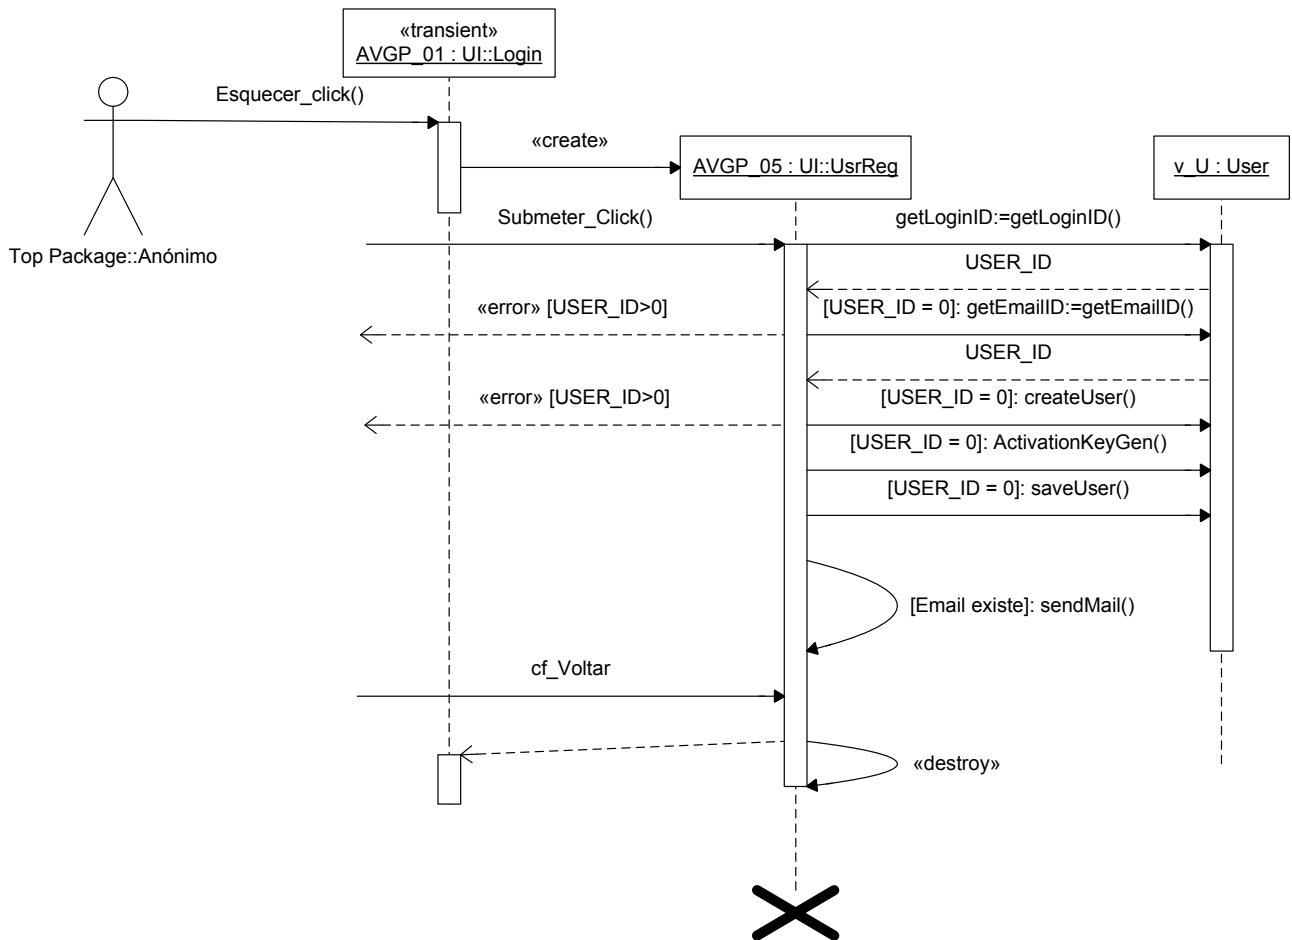 «transient»
AVGP_01 : UI::Login
Esquecer_click()
«create»
AVGP_05 : UI::UsrReg
v_U : User
Top Package::Anónimo
Submeter_Click()
getLoginID:=getLoginID()
USER_ID
«error» [USER_ID>0]
[USER_ID = 0]: getEmailID:=getEmailID()
USER_ID
«error» [USER_ID>0]
[USER_ID = 0]: createUser()
[USER_ID = 0]: ActivationKeyGen()
[USER_ID = 0]: saveUser()
[Email existe]: sendMail()
cf_Voltar
«destroy»